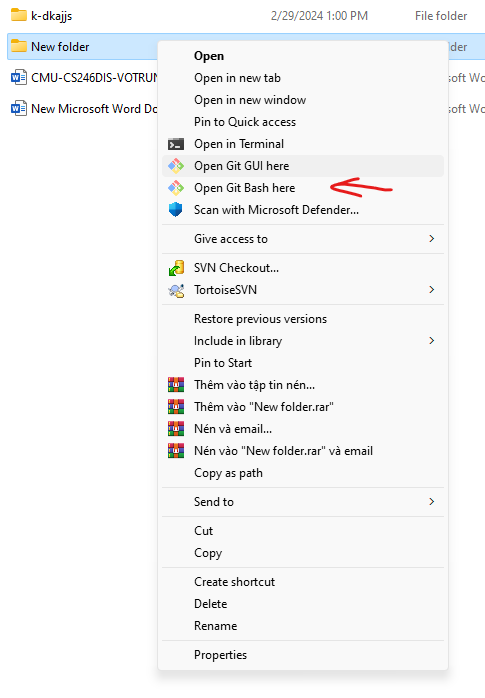 k-dkajjs 2/29/2024 1:00 PM File folder
New folder lder
CMU-CS246DIS-VOTRUN soft Wo
New Microsoft Word Do soft Wo
Open
Open in new tab
Open in new window
Pin to Quick access
Open in Terminal
Open Git GUI here
Open Git Bash here
Scan with Microsoft Defender...
Give access to
SVN Checkout...
TortoiseSVN
Restore previous versions
Include in library
Pin to Start
Thêm vào tập tin nén...
Thêm vào "New folder.rar"
Nén và email...
Nén vào "New folder.rar" và email
Copy as path
Send to
Cut
Copy
Create shortcut
Delete
Rename
Properties